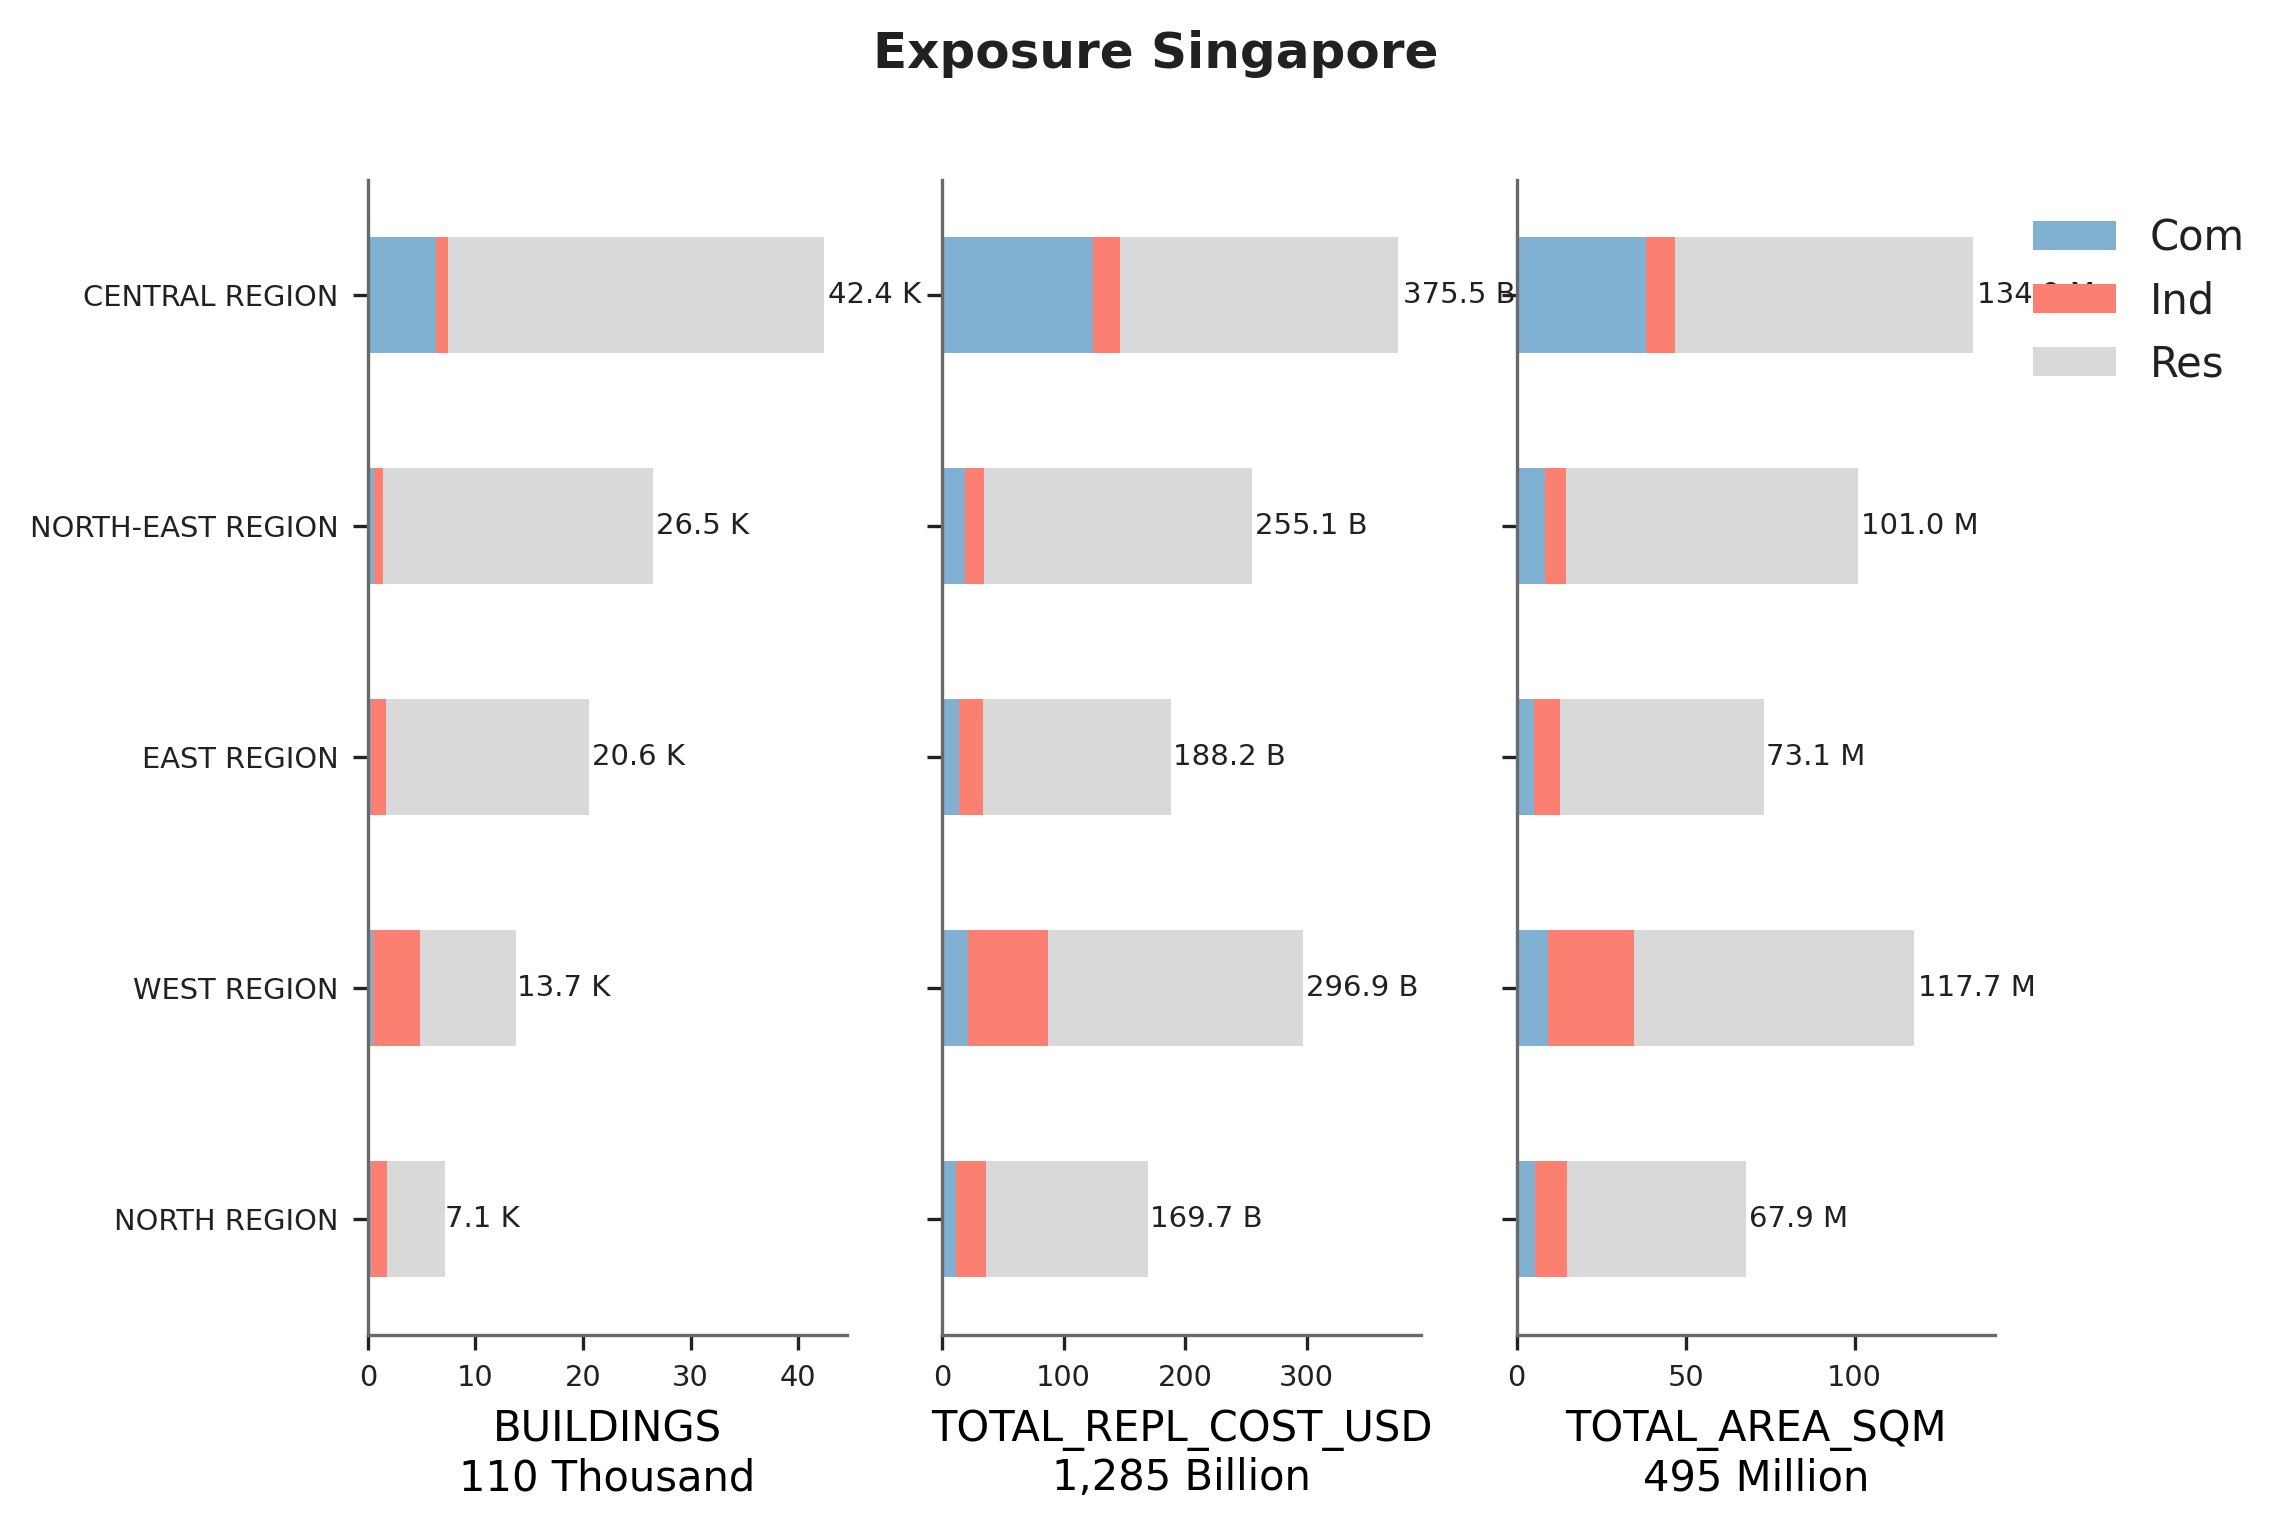 Exposure Singapore
Com
Ind
Res
CENTRAL REGION
42.4 K
375.5 B
NORTH-EAST REGION
26.5 K
255.1 B
101.0 M
EAST REGION
20.6 K
188.2 B
73.1 M
WEST REGION
13.7 K
296.9 B
117.7 M
NORTH REGION
7.1 K
169.7 B
67.9 M
0 10 20 30 40
0 100 200 300
0 50 100
BUILDINGS
110 Thousand
TOTAL_REPL_COST_USD
1,285 Billion
TOTAL_AREA_SQM
495 Million